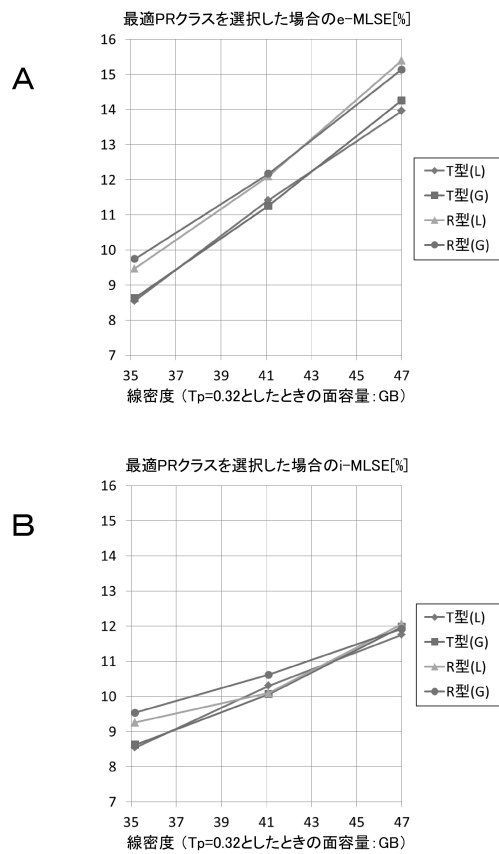 最適PRクラスを選択した場合のe-MLSE[%]
A
16
15
14
13
12
11
10
9
8
7
35 37 39 41 43 45 47
線密度 (Tp=0.32としたときの面容量:GB)
T型(L)
T型(G)
R型(L)
R型(G)
最適PRクラスを選択した場合のi-MLSE[%]
B
16
15
14
13
12
11
10
9
8
7
35 37 39 41 43 45 47
線密度 (Tp=0.32としたときの面容量:GB)
T型(L)
T型(G)
R型(L)
R型(G)